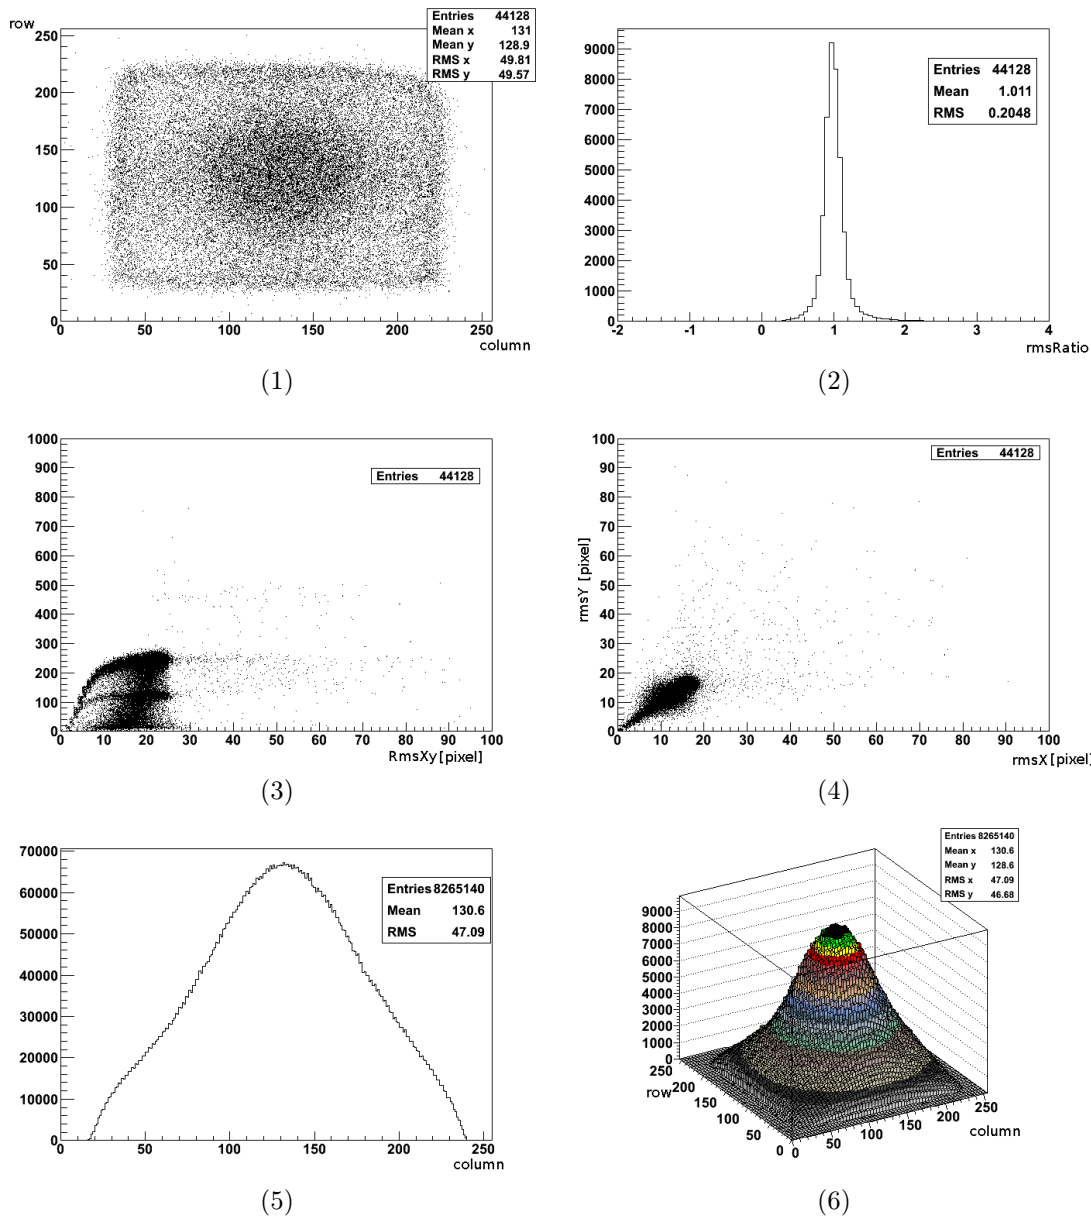 row
Entries 44128
Mean x 131
Mean y 128.9
RMS x 49.81
RMS y 49.57
250
200
150
100
50
0
0 50 100 150 200 250
column
(1)
9000
8000
7000
6000
5000
4000
3000
2000
1000
0
Entries 44128
Mean 1.011
RMS 0.2048
-2 -1 0 1 2 3 4
rmsRatio
(2)
1000
900
800
700
600
500
400
300
200
100
0
Entries 44128
0 10 20 30 40 50 60 70 80 90 100
RmsXy[pixel]
(3)
100
90
80
70
60
50
40
30
20
10
0
rmsY [pixel]
Entries 44128
0 10 20 30 40 50 60 70 80 90 100
rmsX[pixel]
(4)
70000
60000
50000
40000
30000
20000
10000
0
Entries 8265140
Mean 130.6
RMS 47.09
0 50 100 150 200 250
column
(5)
Entries 8265140
Mean x 130.6
Mean y 128.6
RMS x 47.09
RMS y 46.68
9000
8000
7000
6000
5000
4000
3000
2000
1000
0
250
200
150
100
50
0
row
0 50 100 150 200 250
column
(6)